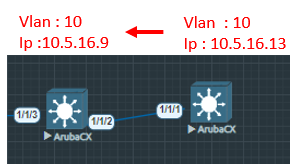 Vlan : 10
Ip :10.5.16.9
Vlan : 10
Ip : 10.5.16.13
1/1/3
1/1/2
ArubaCX
1/1/1
ArubaCX